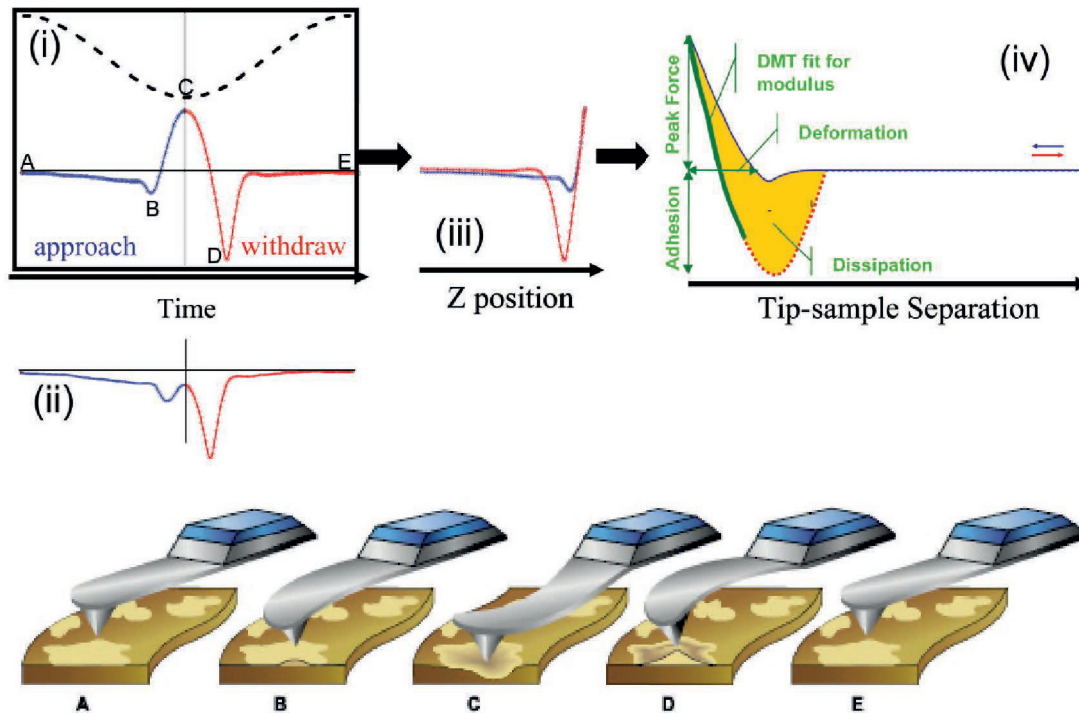 (i)
C
A
E
B
D
approach
withdraw
Time
(ii)
(iii)
Z position
(iv)
Peak Force
Adhesion
DMT fit for
modulus
Deformation
Dissipation
Tip-sample Separation
A
B
C
D
E